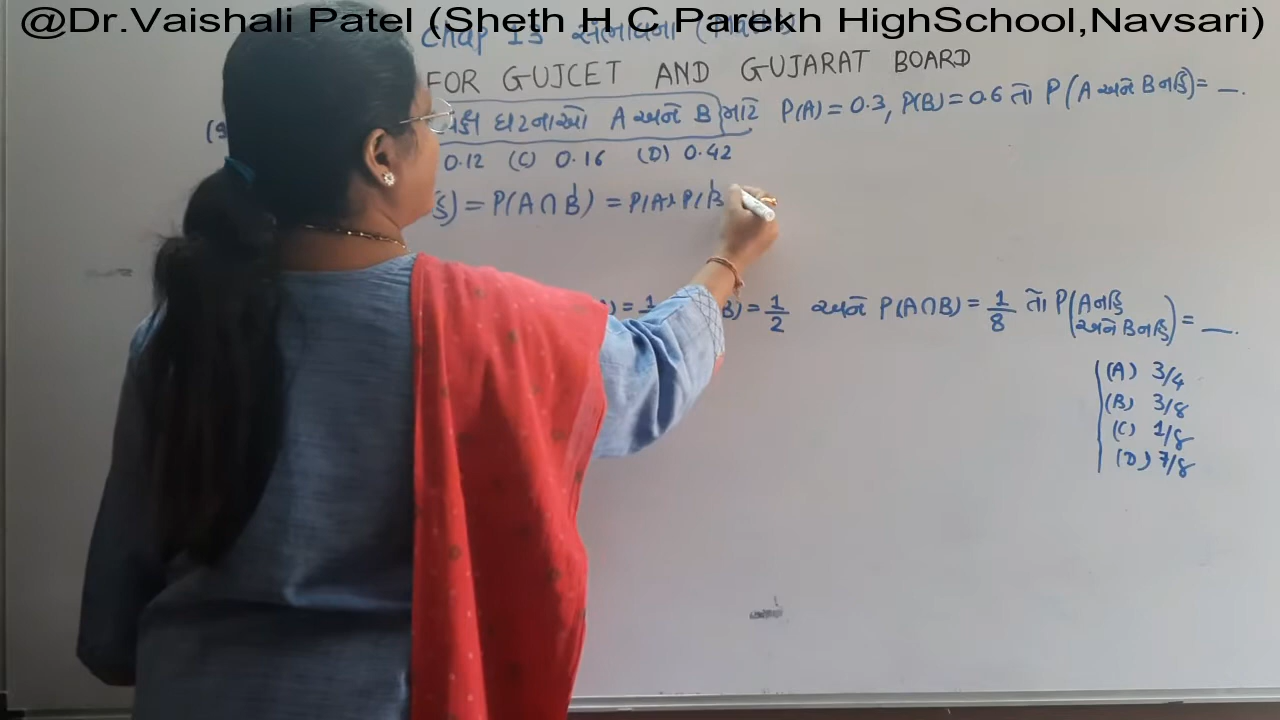 @Dr.Vaishali Patel (Sheth H C Parekh HighSchool,Navsari)
Chap 13 સંભાવના
FOR GUJCET AND GUJARAT BOARD
ઘટનાઓ A અને B માટે P(A) = 0.3, P(B) = 0.6 તો P(A અને B નહિ) = __.
0.12 (C) 0.16 (D) 0.42
= P(A ∩ B') = P(A) P(B'
= 1/ B) = 1/2 અને P(A∩B) = 1/8 તો P(A નહિ અને B નહિ) = __.
(A) 3/4
(B) 3/8
(C) 1/8
(D) 7/8